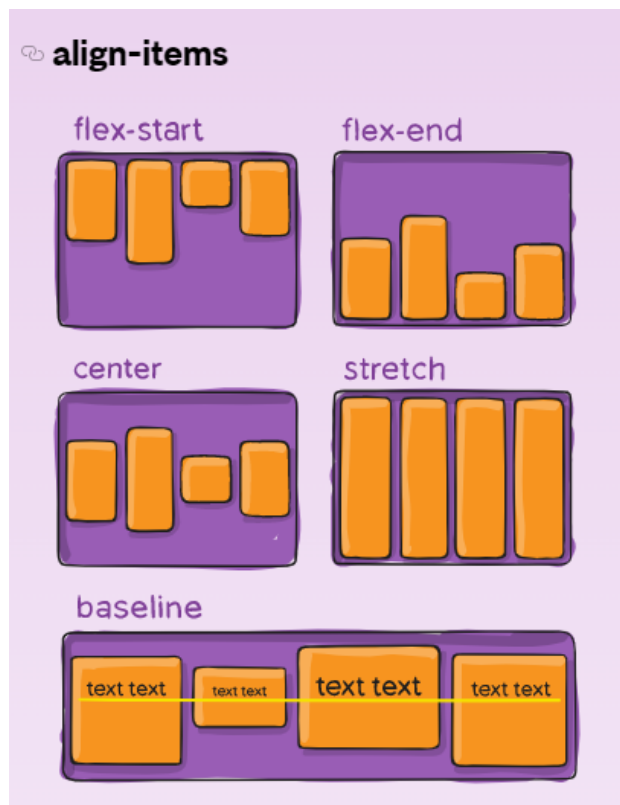 align-items
flex-start
flex-end
center
stretch
baseline
text text
text text
text text
text text